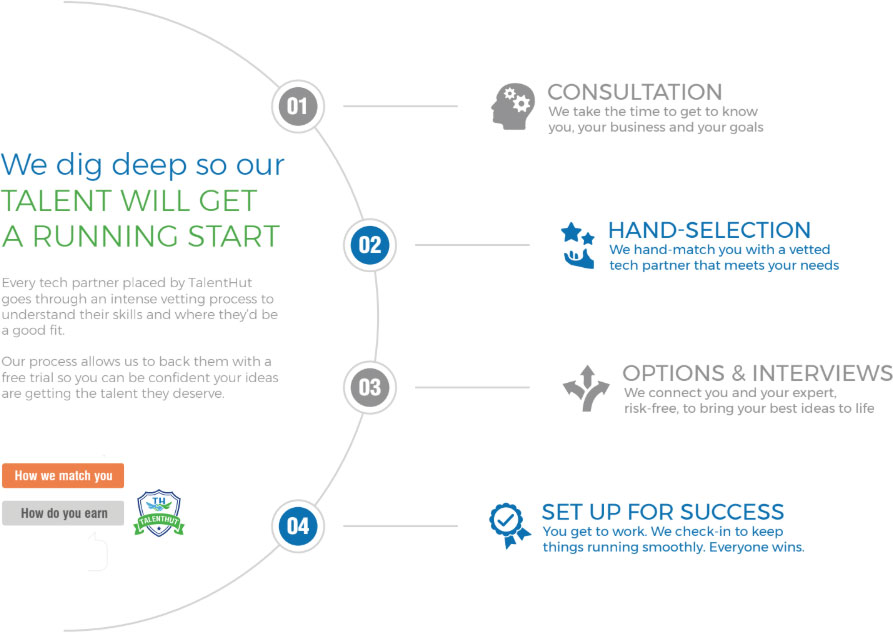 We dig deep so our
TALENT WILL GET
A RUNNING START
Every tech partner placed by TalentHut
goes through an intense vetting process to
understand their skills and where they'd be
a good fit.
Our process allows us to back them with a
free trial so you can be confident your ideas
are getting the talent they deserve.
How we match you
How do you earn
TH
TALENTHUT
01
CONSULTATION
We take the time to get to know
you, your business and your goals
02
HAND-SELECTION
We hand-match you with a vetted
tech partner that meets your needs
03
OPTIONS & INTERVIEWS
We connect you and your expert,
risk-free, to bring your best ideas to life
04
SET UP FOR SUCCESS
You get to work. We check-in to keep
things running smoothly. Everyone wins.